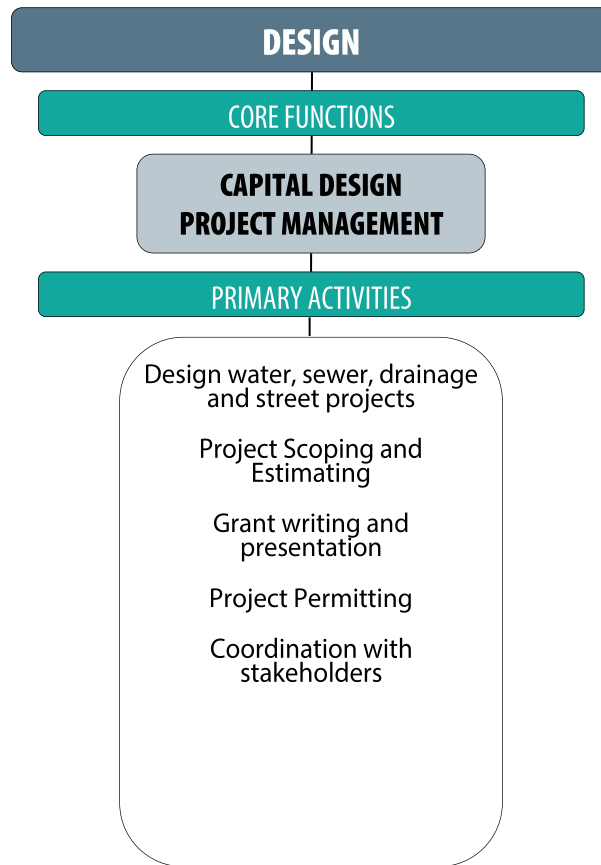 DESIGN
CORE FUNCTIONS
CAPITAL DESIGN
PROJECT MANAGEMENT
PRIMARY ACTIVITIES
Design water, sewer, drainage
and street projects
Project Scoping and
Estimating
Grant writing and
presentation
Project Permitting
Coordination with
stakeholders